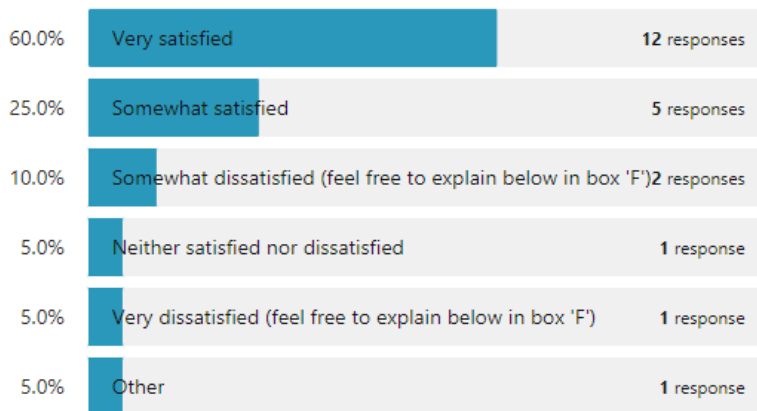 60.0% Very satisfied 12 responses
25.0% Somewhat satisfied 5 responses
10.0% Somewhat dissatisfied (feel free to explain below in box 'F') 2 responses
5.0% Neither satisfied nor dissatisfied 1 response
5.0% Very dissatisfied (feel free to explain below in box 'F') 1 response
5.0% Other 1 response